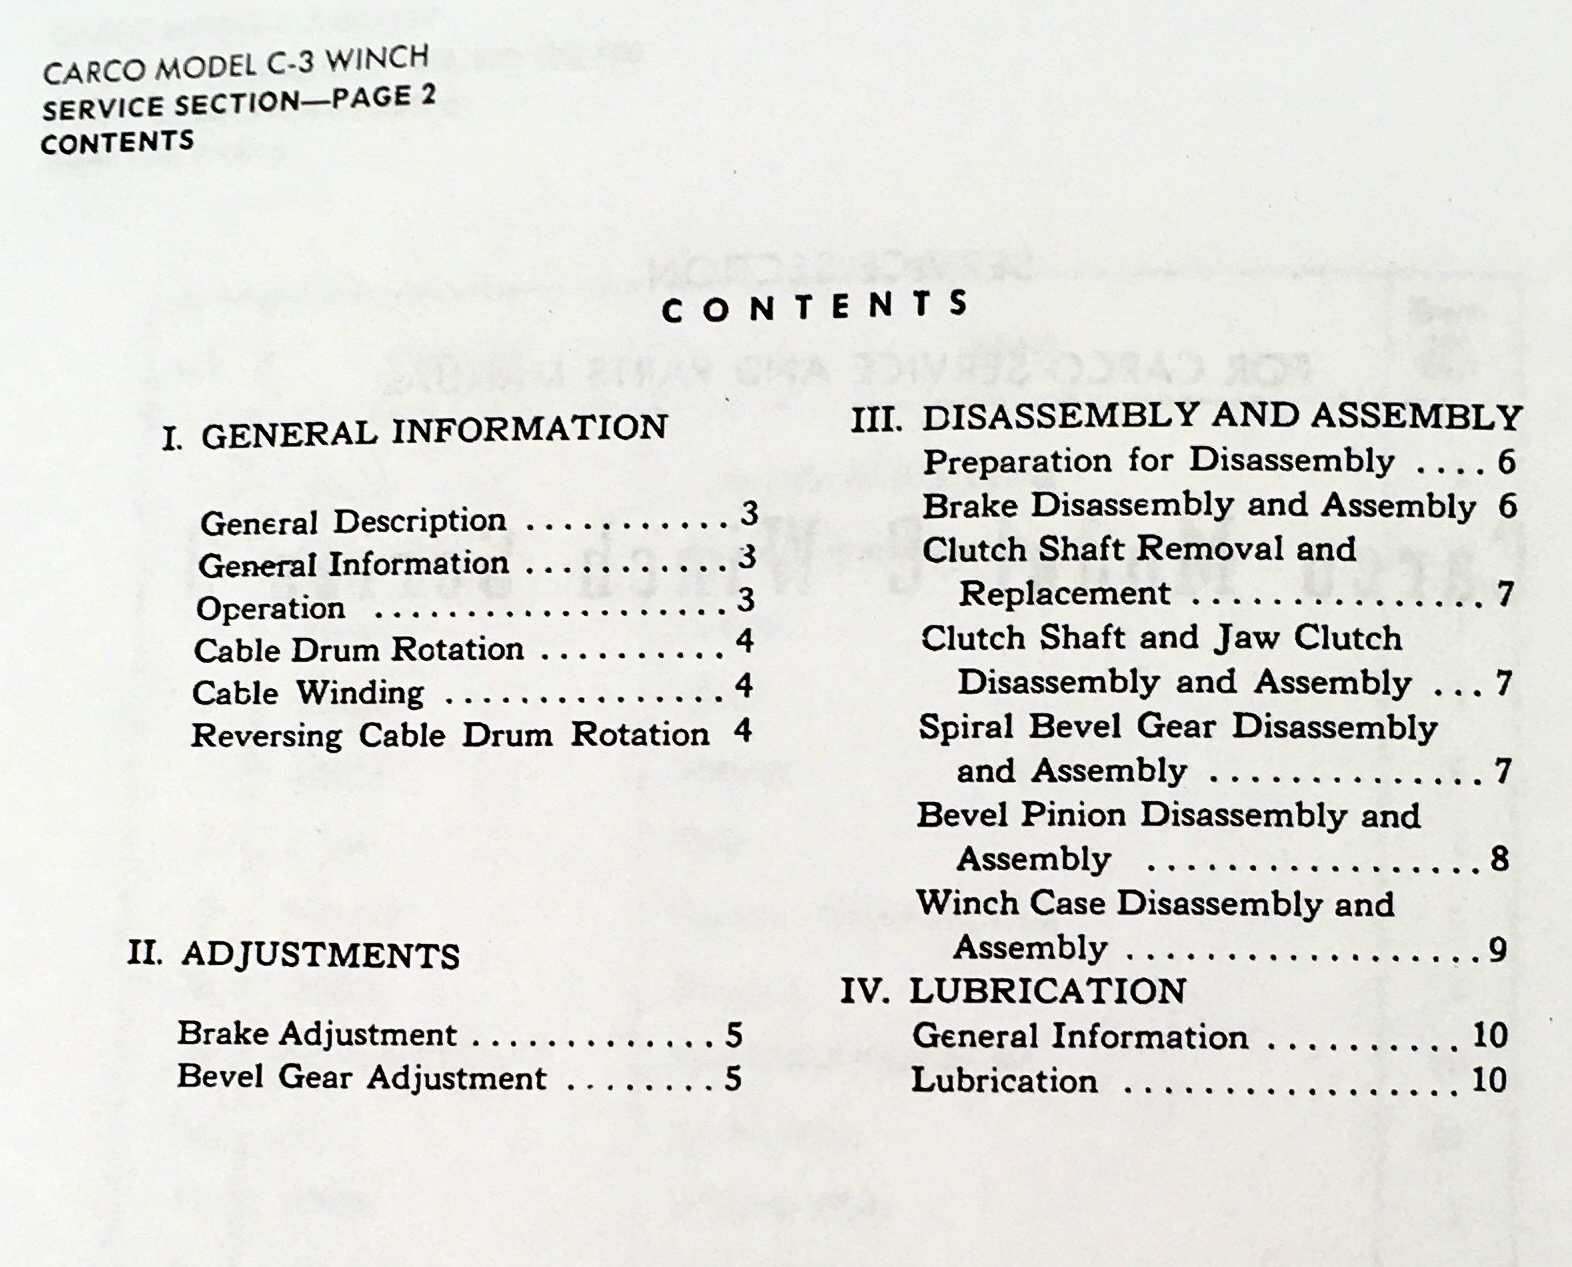 CARCO MODEL C-3 WINCH
SERVICE SECTION—PAGE 2
CONTENTS
CONTENTS
I. GENERAL INFORMATION
General Description ........... 3
General Information ........... 3
Operation ................... 3
Cable Drum Rotation .......... 4
Cable Winding ............... 4
Reversing Cable Drum Rotation 4
II. ADJUSTMENTS
Brake Adjustment ............. 5
Bevel Gear Adjustment ........ 5
III. DISASSEMBLY AND ASSEMBLY
Preparation for Disassembly .... 6
Brake Disassembly and Assembly 6
Clutch Shaft Removal and
Replacement ............... 7
Clutch Shaft and Jaw Clutch
Disassembly and Assembly ... 7
Spiral Bevel Gear Disassembly
and Assembly .............. 7
Bevel Pinion Disassembly and
Assembly ................. 8
Winch Case Disassembly and
Assembly .................. 9
IV. LUBRICATION
General Information .......... 10
Lubrication ................. 10